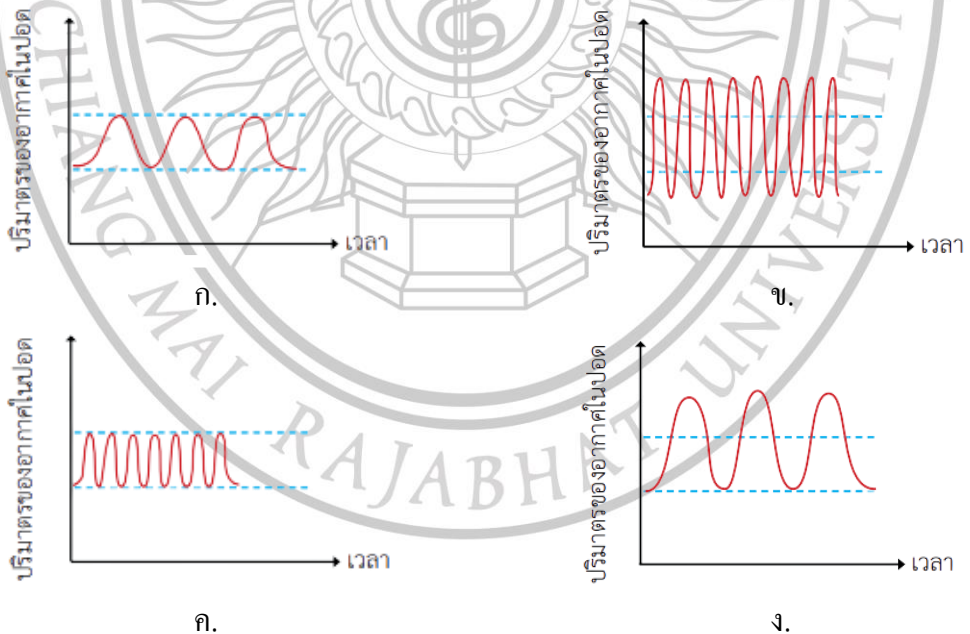 ปริมาตรของอากาศในปอด
เวลา
ก.
ปริมาตรของอากาศในปอด
เวลา
ข.
ปริมาตรของอากาศในปอด
เวลา
ค.
ปริมาตรของอากาศในปอด
เวลา
ง.
CHIANG MAI RAJABHAT UNIVERSITY